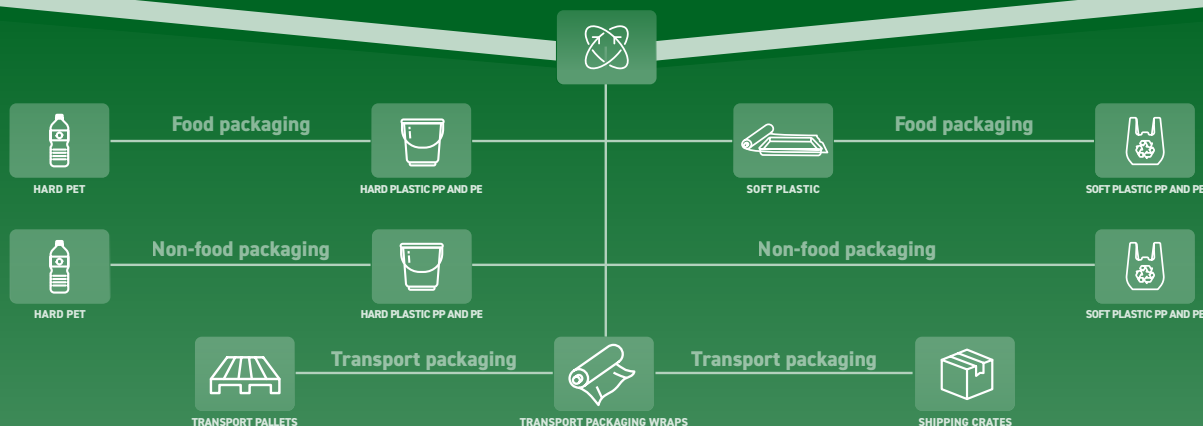 Food packaging
Food packaging
HARD PET
HARD PLASTIC PP AND PE
SOFT PLASTIC
SOFT PLASTIC PP AND PE
Non-food packaging
Non-food packaging
HARD PET
HARD PLASTIC PP AND PE
SOFT PLASTIC PP AND PE
Transport packaging
Transport packaging
TRANSPORT PALLETS
TRANSPORT PACKAGING WRAPS
SHIPPING CRATES